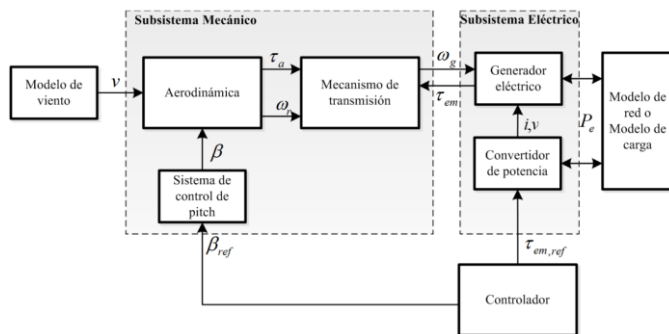 Subsistema Mecánico
Subsistema Eléctrico
Modelo de
viento
v
Aerodinámica
τa
ωr
Mecanismo de
transmisión
ωg
τem
Generador
eléctrico
i,v
Convertidor
de potencia
Pe
Modelo de
red o
Modelo de
carga
β
Sistema de
control de
pitch
βref
τem,ref
Controlador